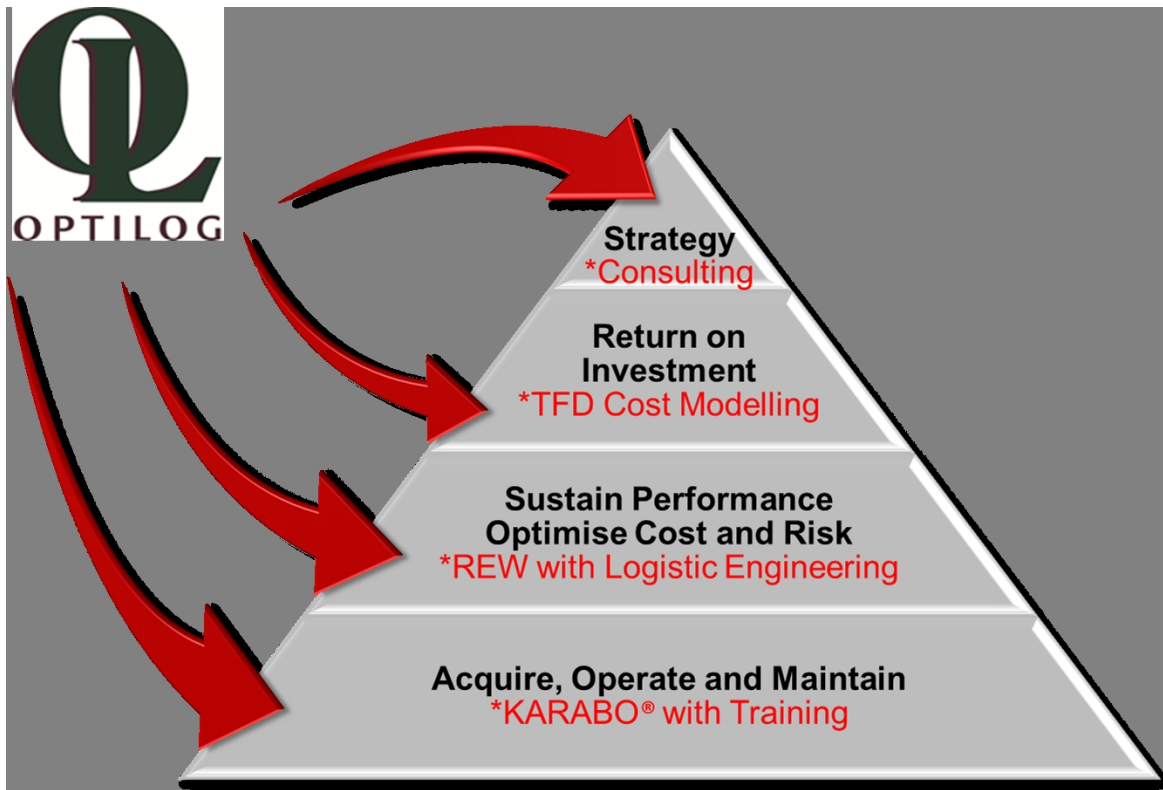 OL
OPTILOG
Strategy
*Consulting
Return on
Investment
*TFD Cost Modelling
Sustain Performance
Optimise Cost and Risk
*REW with Logistic Engineering
Acquire, Operate and Maintain
*KARABO® with Training